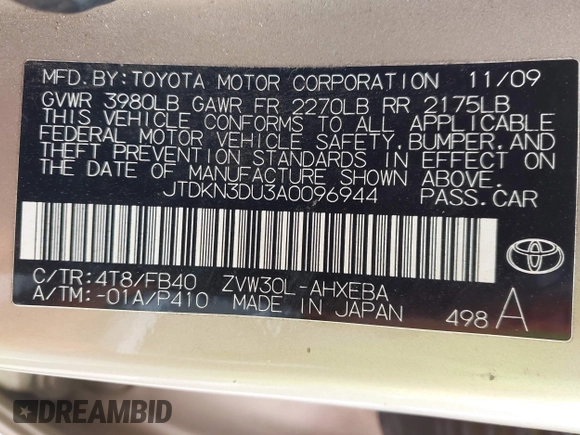 MFD. BY: TOYOTA MOTOR CORPORATION 11/09
GVWR 3980LB GAWR FR 2270LB RR 2175LB
THIS VEHICLE CONFORMS TO ALL APPLICABLE
FEDERAL MOTOR VEHICLE SAFETY, BUMPER, AND
THEFT PREVENTION STANDARDS IN EFFECT ON
THE DATE OF MANUFACTURE SHOWN ABOVE.
JTDKN3DU3A0096944 PASS. CAR
C/TR: 4T8/FB40 ZVW30L-AHXEBA
A/TM: -01A/P410 MADE IN JAPAN 498 A
DREAMBID